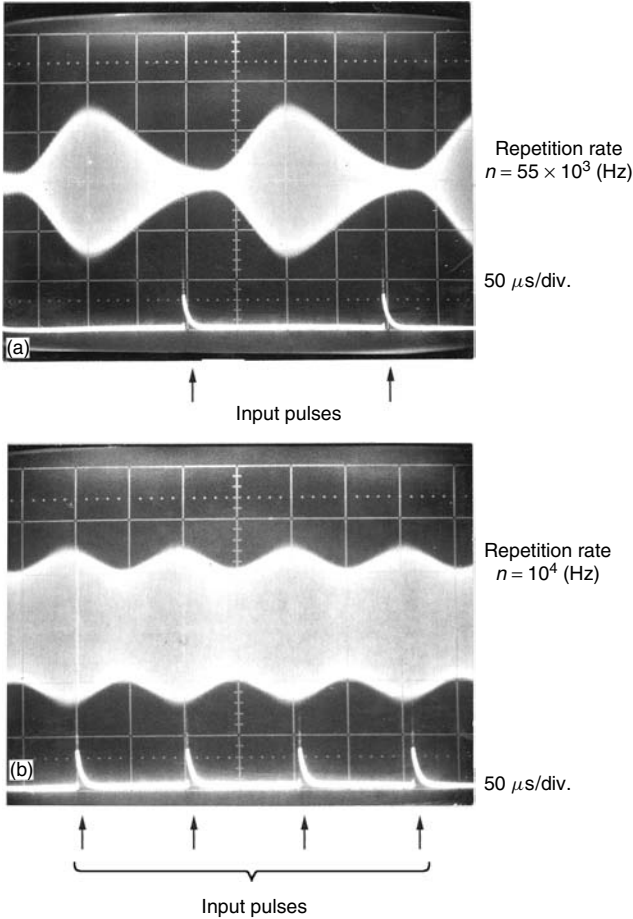 Repetition rate
n = 55 × 10³ (Hz)
50 μs/div.
(a)
Input pulses
Repetition rate
n = 10⁴ (Hz)
(b)
50 μs/div.
Input pulses